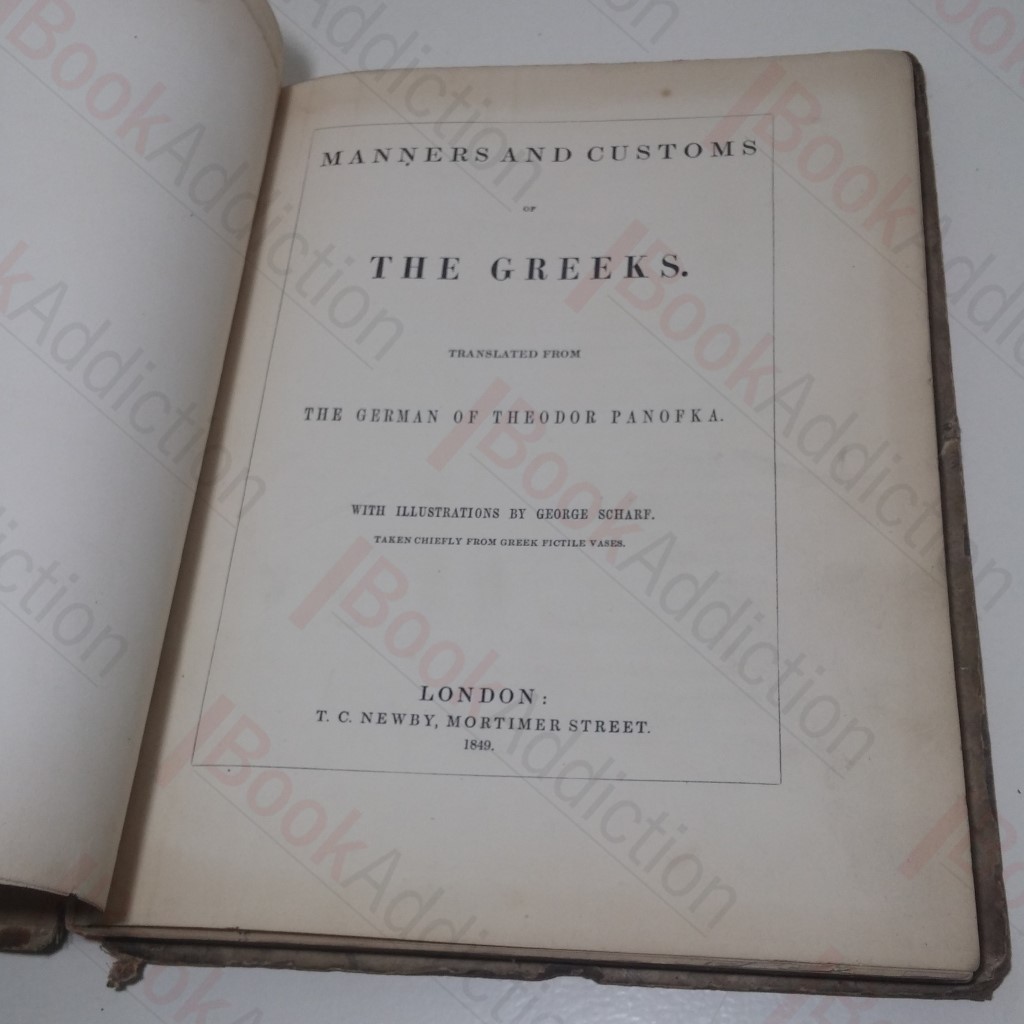 MANNERS AND CUSTOMS
OF
THE GREEKS.
TRANSLATED FROM
THE GERMAN OF THEODOR PANOFKA.
WITH ILLUSTRATIONS BY GEORGE SCHARF.
TAKEN CHIEFLY FROM GREEK FICTILE VASES.
LONDON:
T. C. NEWBY, MORTIMER STREET.
1849.
BookAddiction